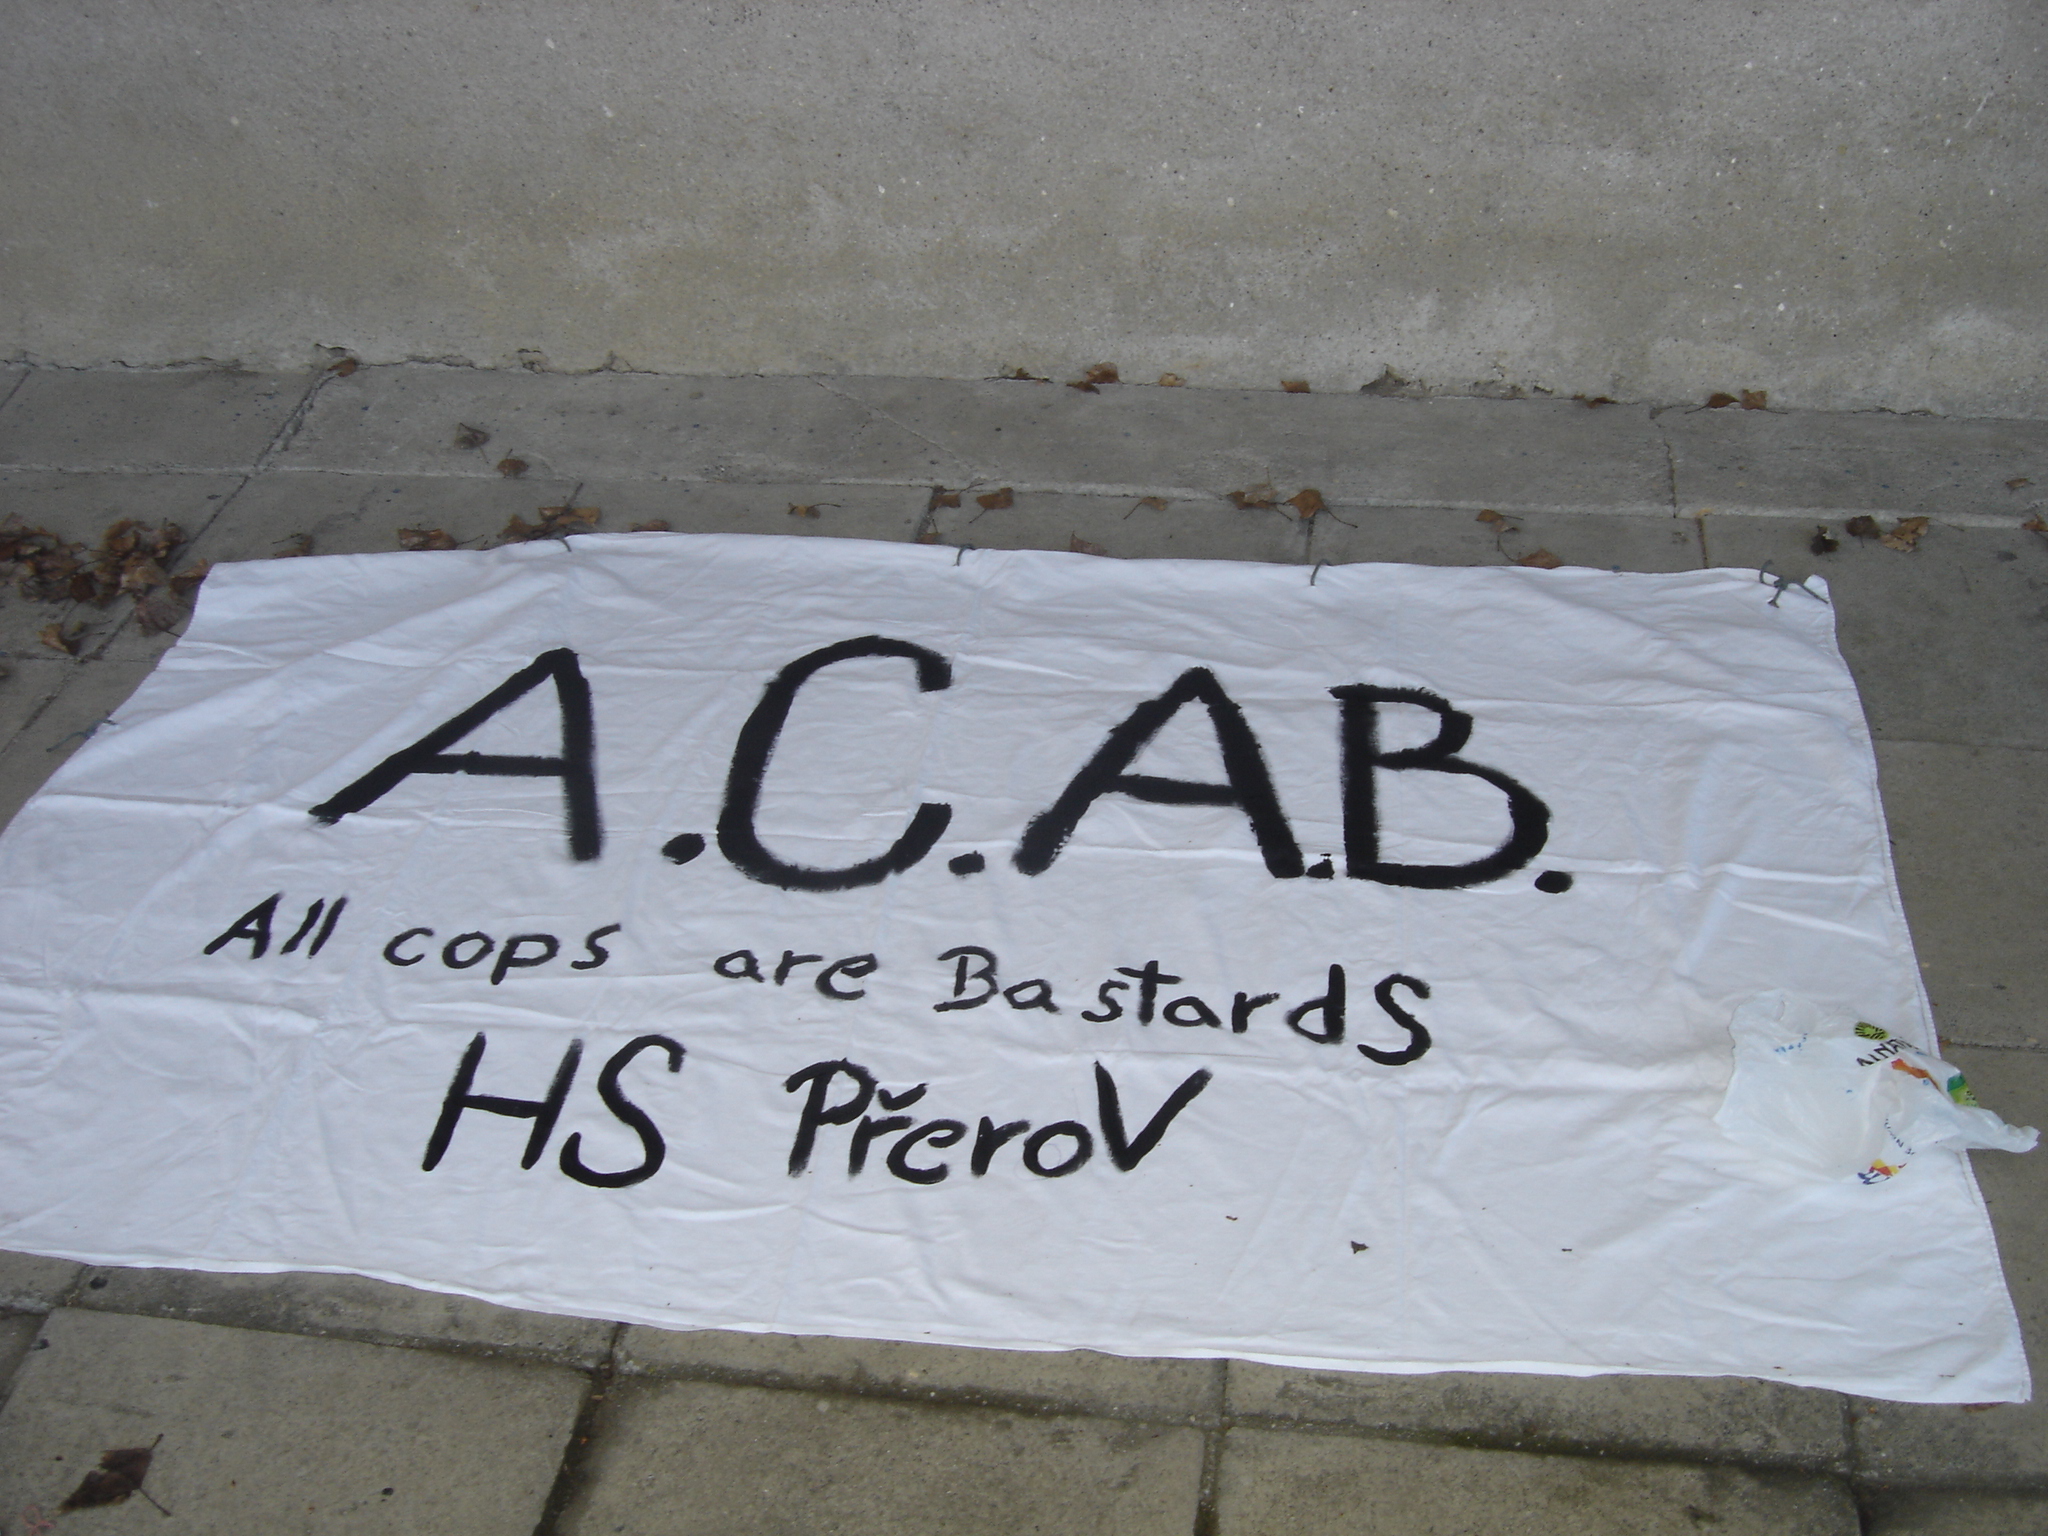 A.C.A.B.
All cops are Bastards
HS Přerov